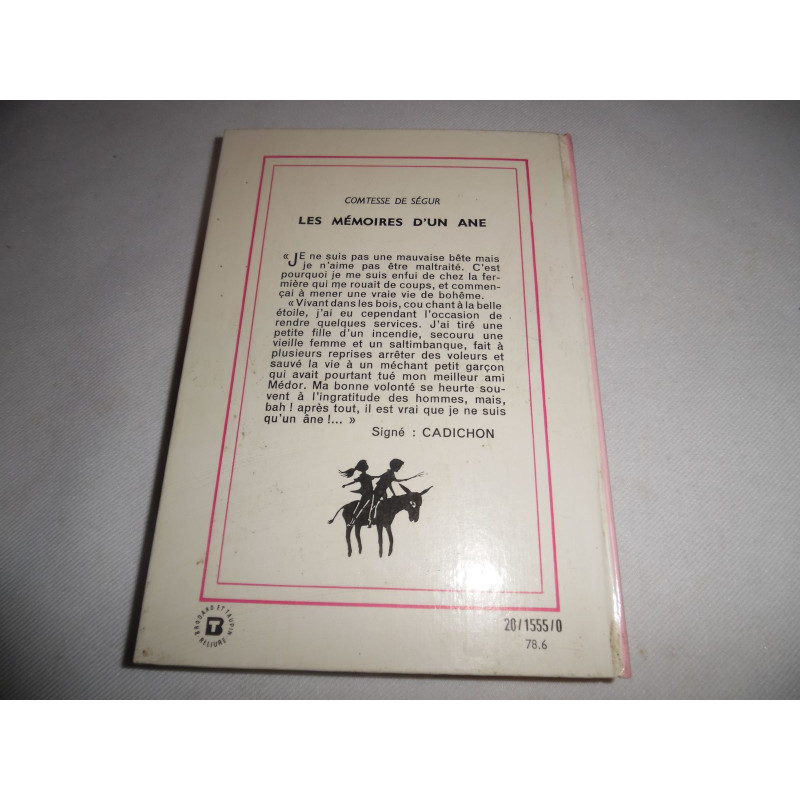 COMTESSE DE SÉGUR
LES MÉMOIRES D'UN ANE
« JE ne suis pas une mauvaise bête mais
je n'aime pas être maltraité. C'est
pourquoi je me suis enfui de chez la fer-
mière qui me rouait de coups, et commen-
çai à mener une vraie vie de bohême.
« Vivant dans les bois, cou chant à la belle
étoile, j'ai eu cependant l'occasion de
rendre quelques services. J'ai tiré une
petite fille d'un incendie, secouru une
vieille femme et un saltimbanque, fait à
plusieurs reprises arrêter des voleurs et
sauvé la vie à un méchant petit garçon
qui avait pourtant tué mon meilleur ami
Médor. Ma bonne volonté se heurte sou-
vent à l'ingratitude des hommes, mais,
bah ! après tout, il est vrai que je ne suis
qu'un âne !... »
Signé : CADICHON
BRODARD ET TAUPIN
RELIURE
BT
20/1555/0
78.6